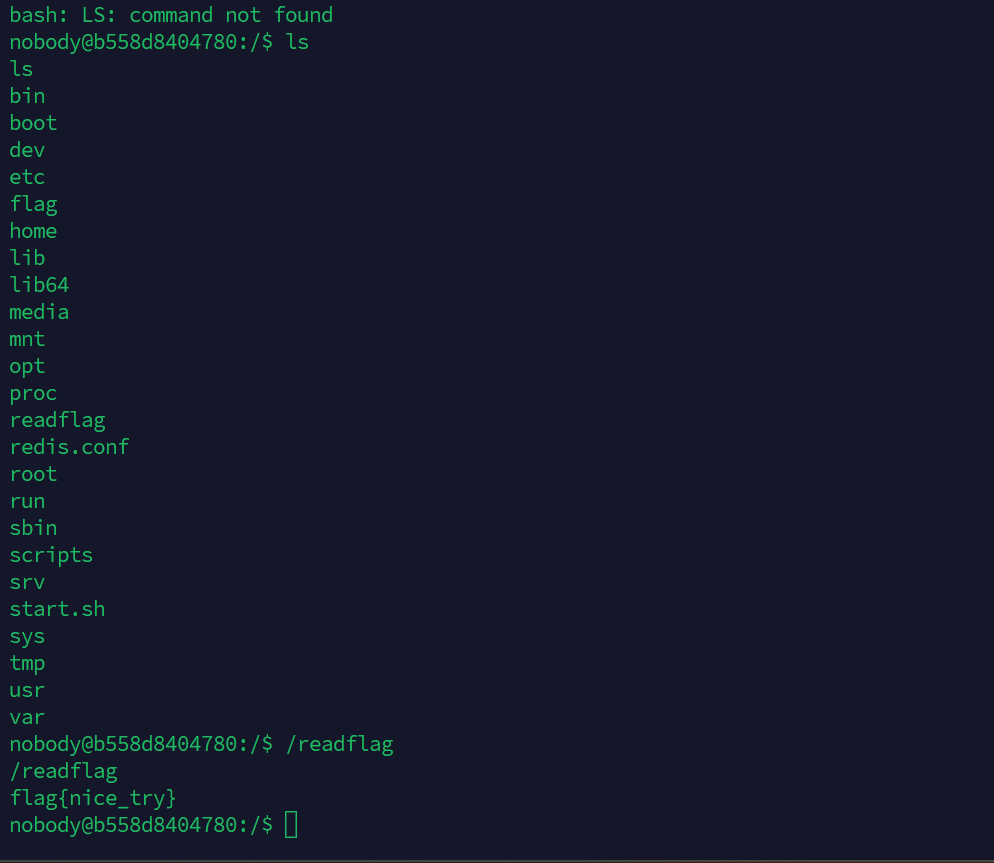 bash: LS: command not found
nobody@b558d8404780:/$ ls
ls
bin
boot
dev
etc
flag
home
lib
lib64
media
mnt
opt
proc
readflag
redis.conf
root
run
sbin
scripts
srv
start.sh
sys
tmp
usr
var
nobody@b558d8404780:/$ /readflag
/readflag
flag{nice_try}
nobody@b558d8404780:/$